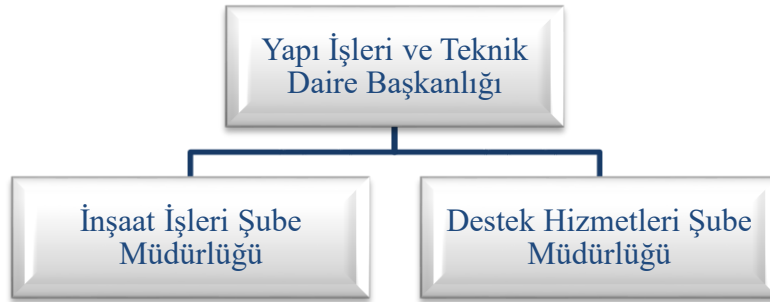 Yapı İşleri ve Teknik
Daire Başkanlığı
İnşaat İşleri Şube
Müdürlüğü
Destek Hizmetleri Şube
Müdürlüğü